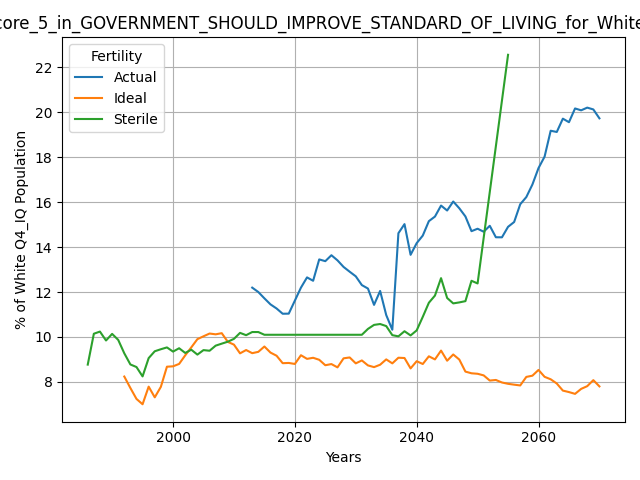 core_5_in_GOVERNMENT_SHOULD_IMPROVE_STANDARD_OF_LIVING_for_White
Fertility
Actual
Ideal
Sterile
% of White Q4_IQ Population
22
20
18
16
14
12
10
8
2000
2020
2040
2060
Years